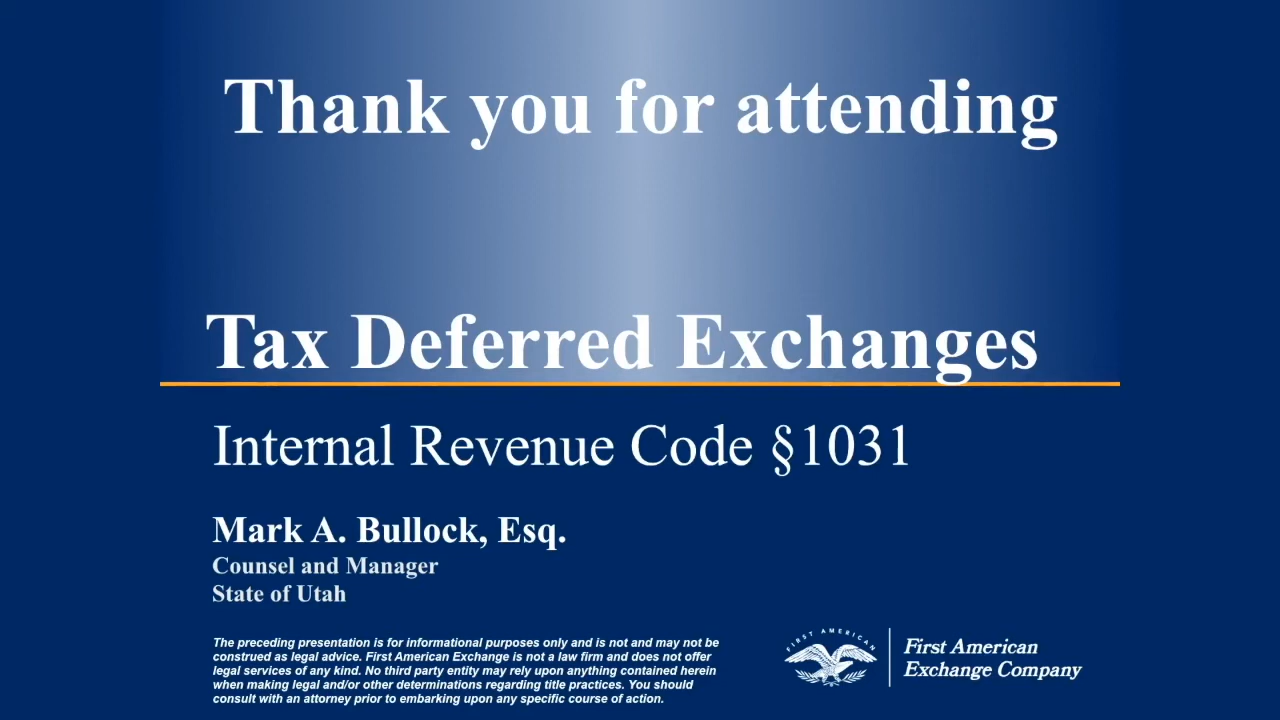 Thank you for attending
Tax Deferred Exchanges
Internal Revenue Code §1031
Mark A. Bullock, Esq.
Counsel and Manager
State of Utah
The preceding presentation is for informational purposes only and is not and may not be
construed as legal advice. First American Exchange is not a law firm and does not offer
legal services of any kind. No third party entity may rely upon anything contained herein
when making legal and/or other determinations regarding title practices. You should
consult with an attorney prior to embarking upon any specific course of action.
FIRST AMERICAN
First American
Exchange Company